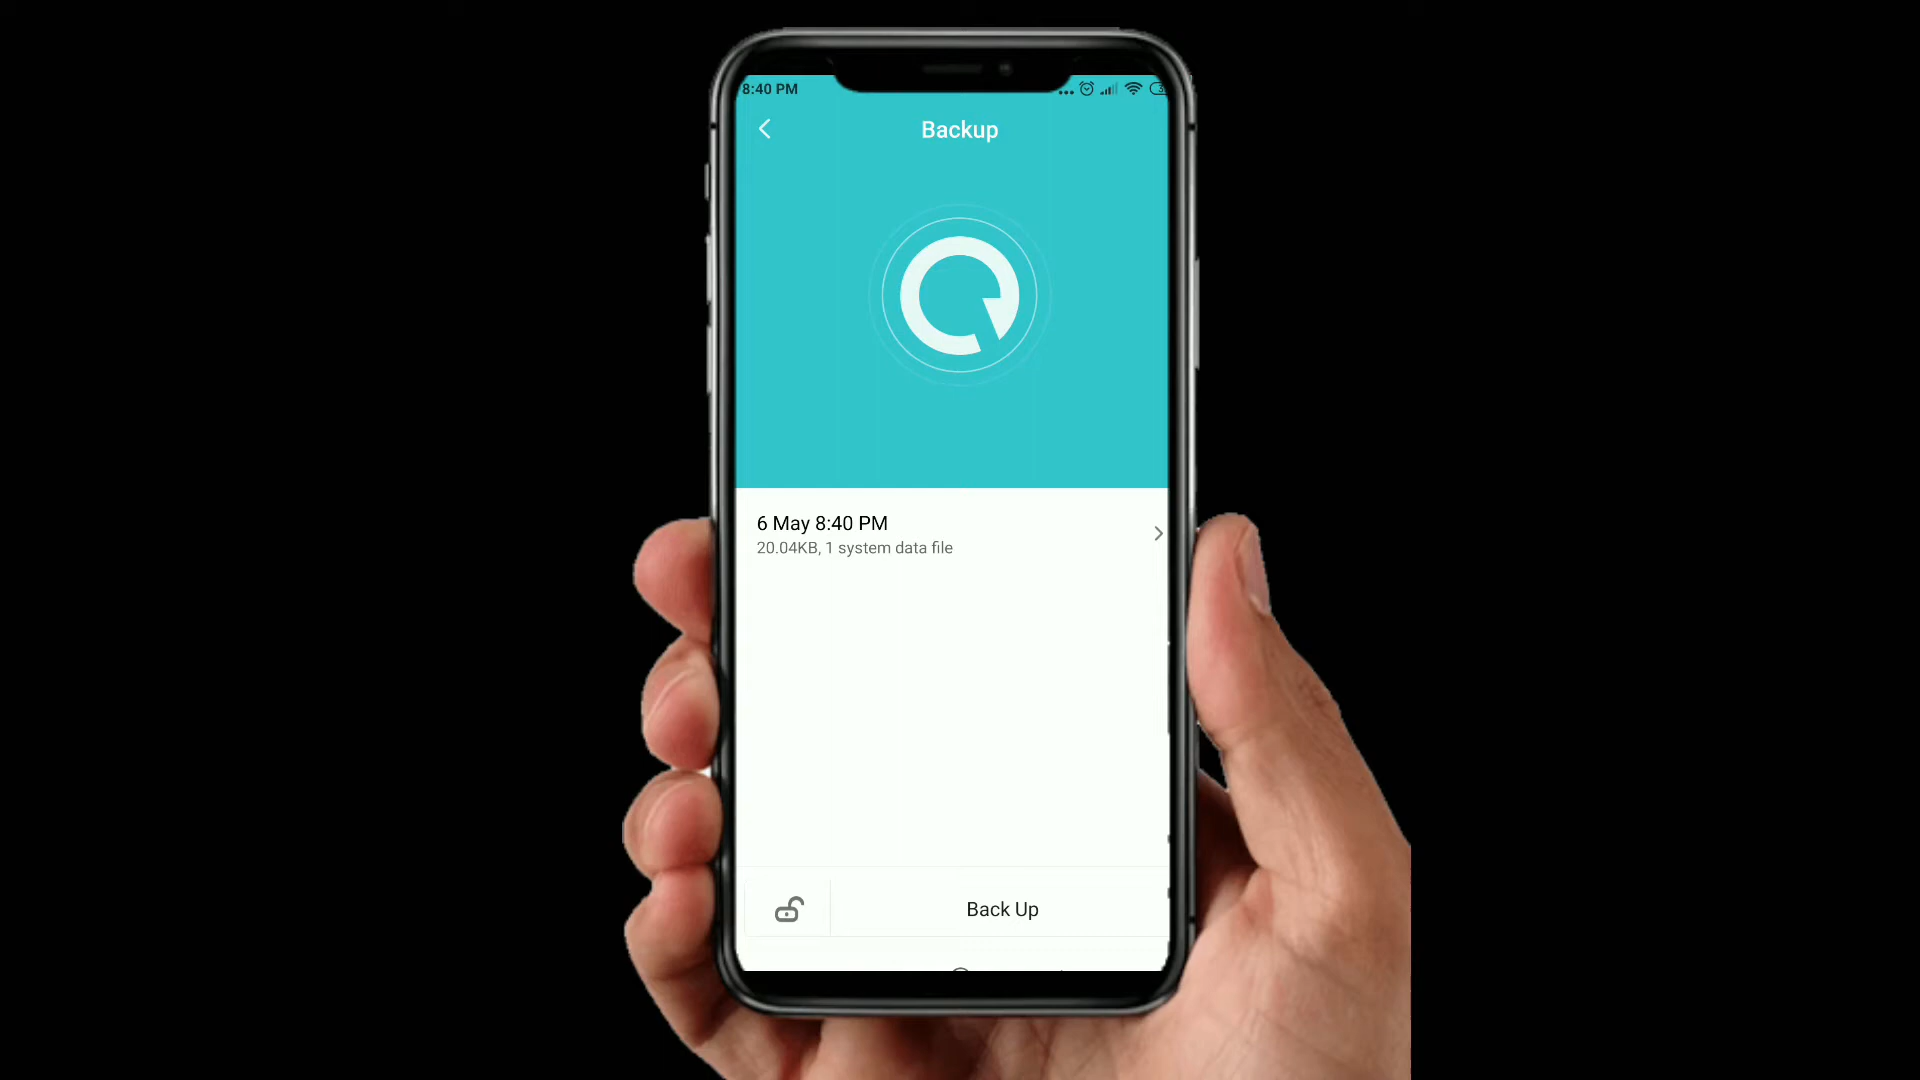 8:40 PM
Backup
6 May 8:40 PM
20.04KB, 1 system data file
Back Up